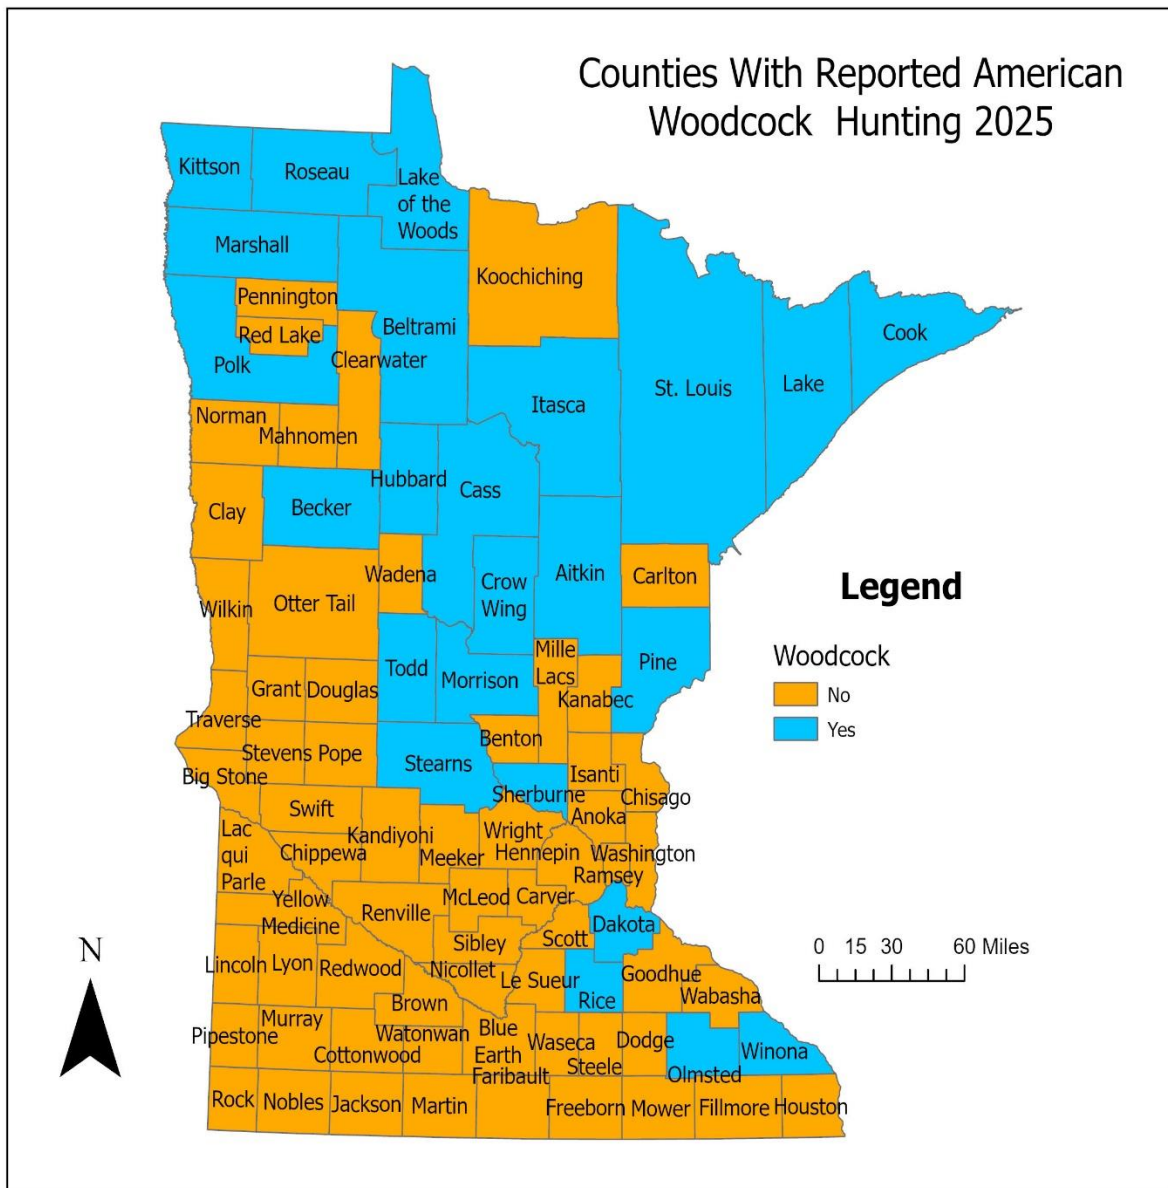 Counties With Reported American
Woodcock Hunting 2025
Kittson
Roseau
Lake
of the
Woods
Marshall
Koochiching
Pennington
Beltrami
Red Lake
Cook
Clearwater
Polk
St. Louis
Lake
Itasca
Norman
Mahnomen
Hubbard
Cass
Becker
Clay
Wadena
Aitkin
Carlton
Crow
Wing
Otter Tail
Wilkin
Legend
Mille
Lacs
Todd
Morrison
Pine
Woodcock
No
Yes
Grant
Douglas
Kanabec
Traverse
Benton
Stevens
Pope
Stearns
Big Stone
Isanti
Sherburne
Chisago
Swift
Anoka
Lac
qui
Parle
Kandiyohi
Wright
Chippewa
Meeker
Hennepin
Washington
Ramsey
Yellow
Medicine
Renville
McLeod
Carver
Dakota
Scott
Sibley
N
0 15 30 60 Miles
Lincoln
Lyon
Redwood
Nicollet
Le Sueur
Goodhue
Rice
Wabasha
Brown
Murray
Pipestone
Watonwan
Blue
Earth
Cottonwood
Waseca
Steele
Dodge
Winona
Olmsted
Faribault
Rock
Nobles
Jackson
Martin
Freeborn
Mower
Fillmore
Houston